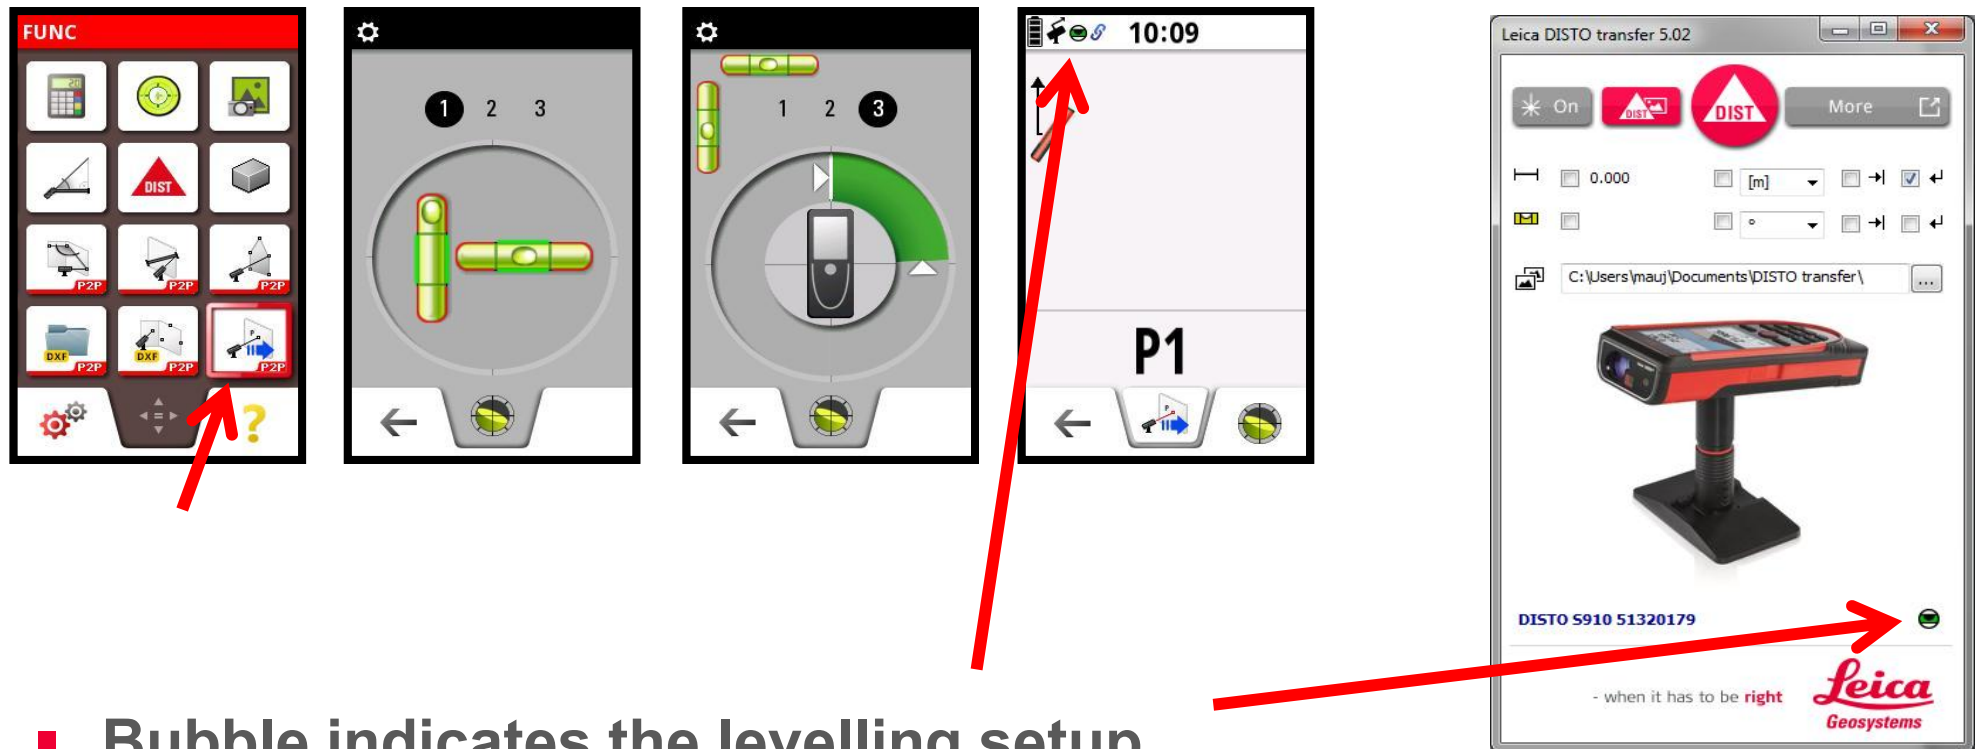 FUNC
DIST
P2P
P2P
P2P
DXF
P2P
DXF
P2P
P
P2P
?
1 2 3
1 2 3
10:09
P1
Leica DISTO transfer 5.02
On
DIST
DIST
More
0.000
[m]
°
C:\Users\mauj\Documents\DISTO transfer\
...
DISTO S910 51320179
- when it has to be right
Leica
Geosystems
Bubble indicates the levelling setup